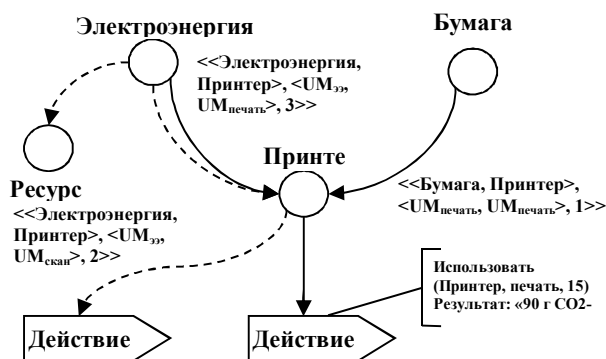 Электроэнергия
Бумага
<<Электроэнергия,
Принтер>, <UMээ,
UMпечать>, 3>>
Принте
Ресурс
<<Электроэнергия,
Принтер>, <UMээ,
UMскан>, 2>>
<<Бумага, Принтер>,
<UMпечать, UMпечать>, 1>>
Использовать
(Принтер, печать, 15)
Результат: «90 г СО2-
Действие
Действие